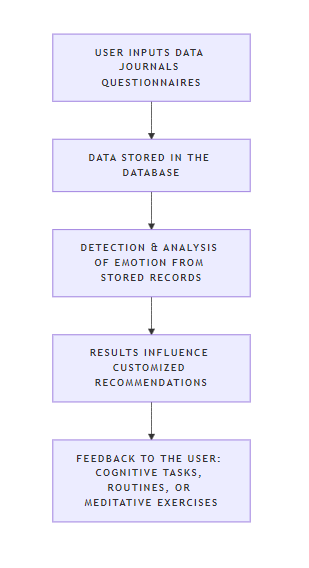 USER INPUTS DATA
JOURNALS
QUESTIONNAIRES
DATA STORED IN THE
DATABASE
DETECTION & ANALYSIS
OF EMOTION FROM
STORED RECORDS
RESULTS INFLUENCE
CUSTOMIZED
RECOMMENDATIONS
FEEDBACK TO THE USER:
COGNITIVE TASKS,
ROUTINES, OR
MEDITATIVE EXERCISES